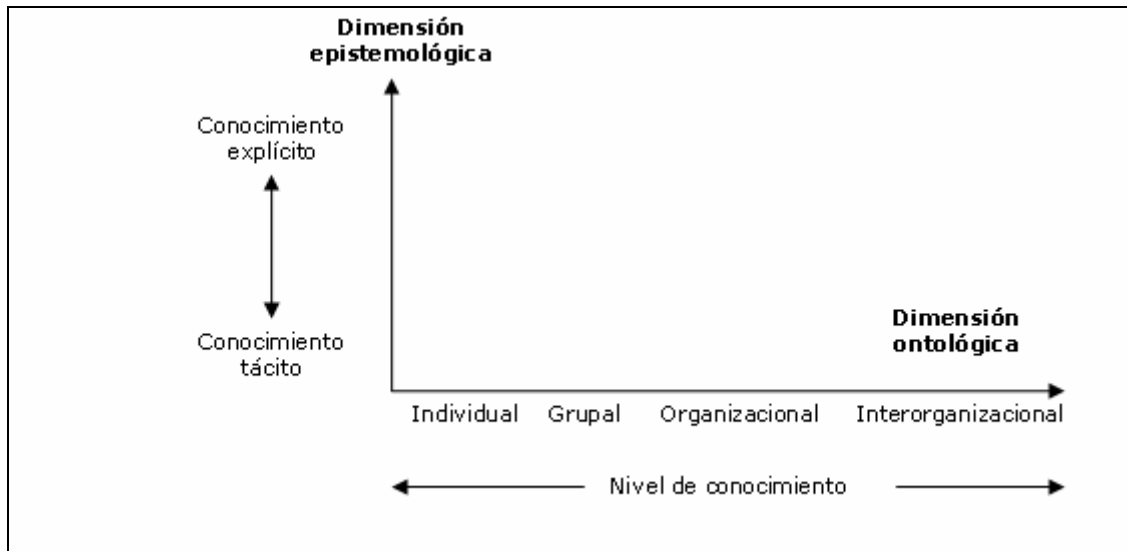 Dimensión
epistemológica
Conocimiento
explícito
Conocimiento
tácito
Dimensión
ontológica
Individual Grupal Organizacional Interorganizacional
Nivel de conocimiento